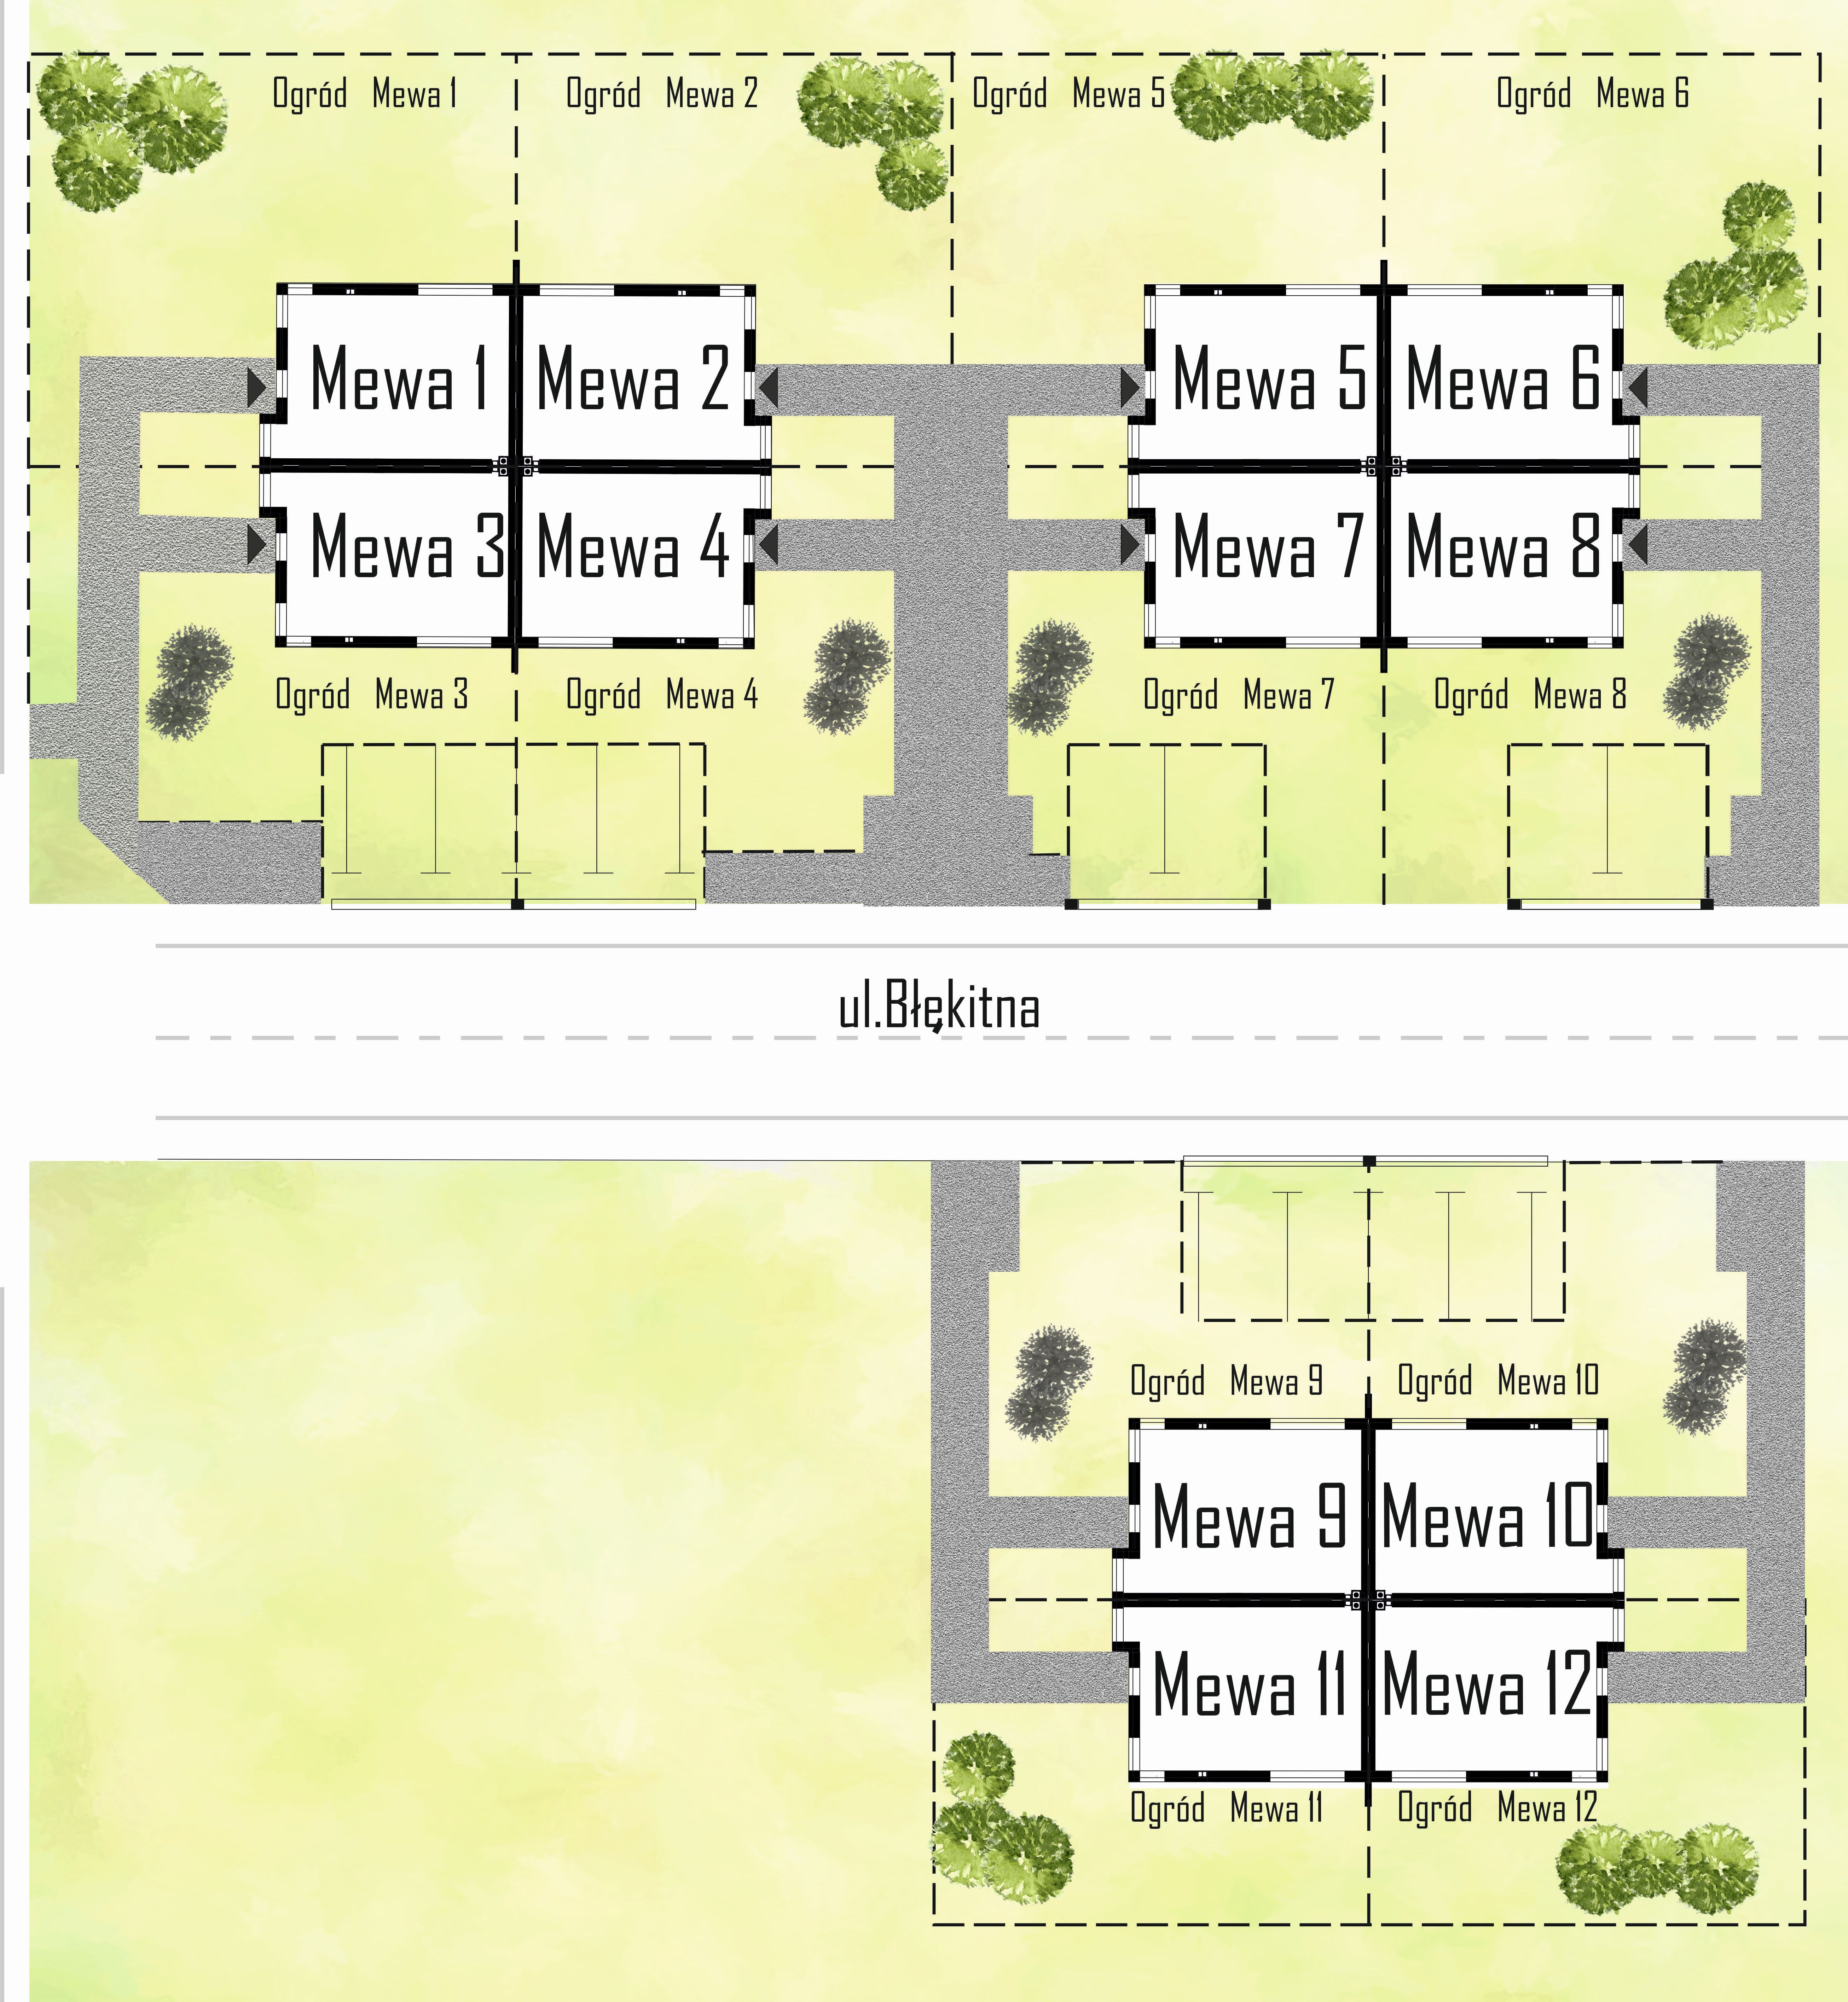 Ogród Mewa 1
Ogród Mewa 2
Ogród Mewa 5
Ogród Mewa 6
Mewa 1
Mewa 2
Mewa 5
Mewa 6
Mewa 3
Mewa 4
Mewa 7
Mewa 8
Ogród Mewa 3
Ogród Mewa 4
Ogród Mewa 7
Ogród Mewa 8
ul.Błękitna
Ogród Mewa 9
Ogród Mewa 10
Mewa 9
Mewa 10
Mewa 11
Mewa 12
Ogród Mewa 11
Ogród Mewa 12